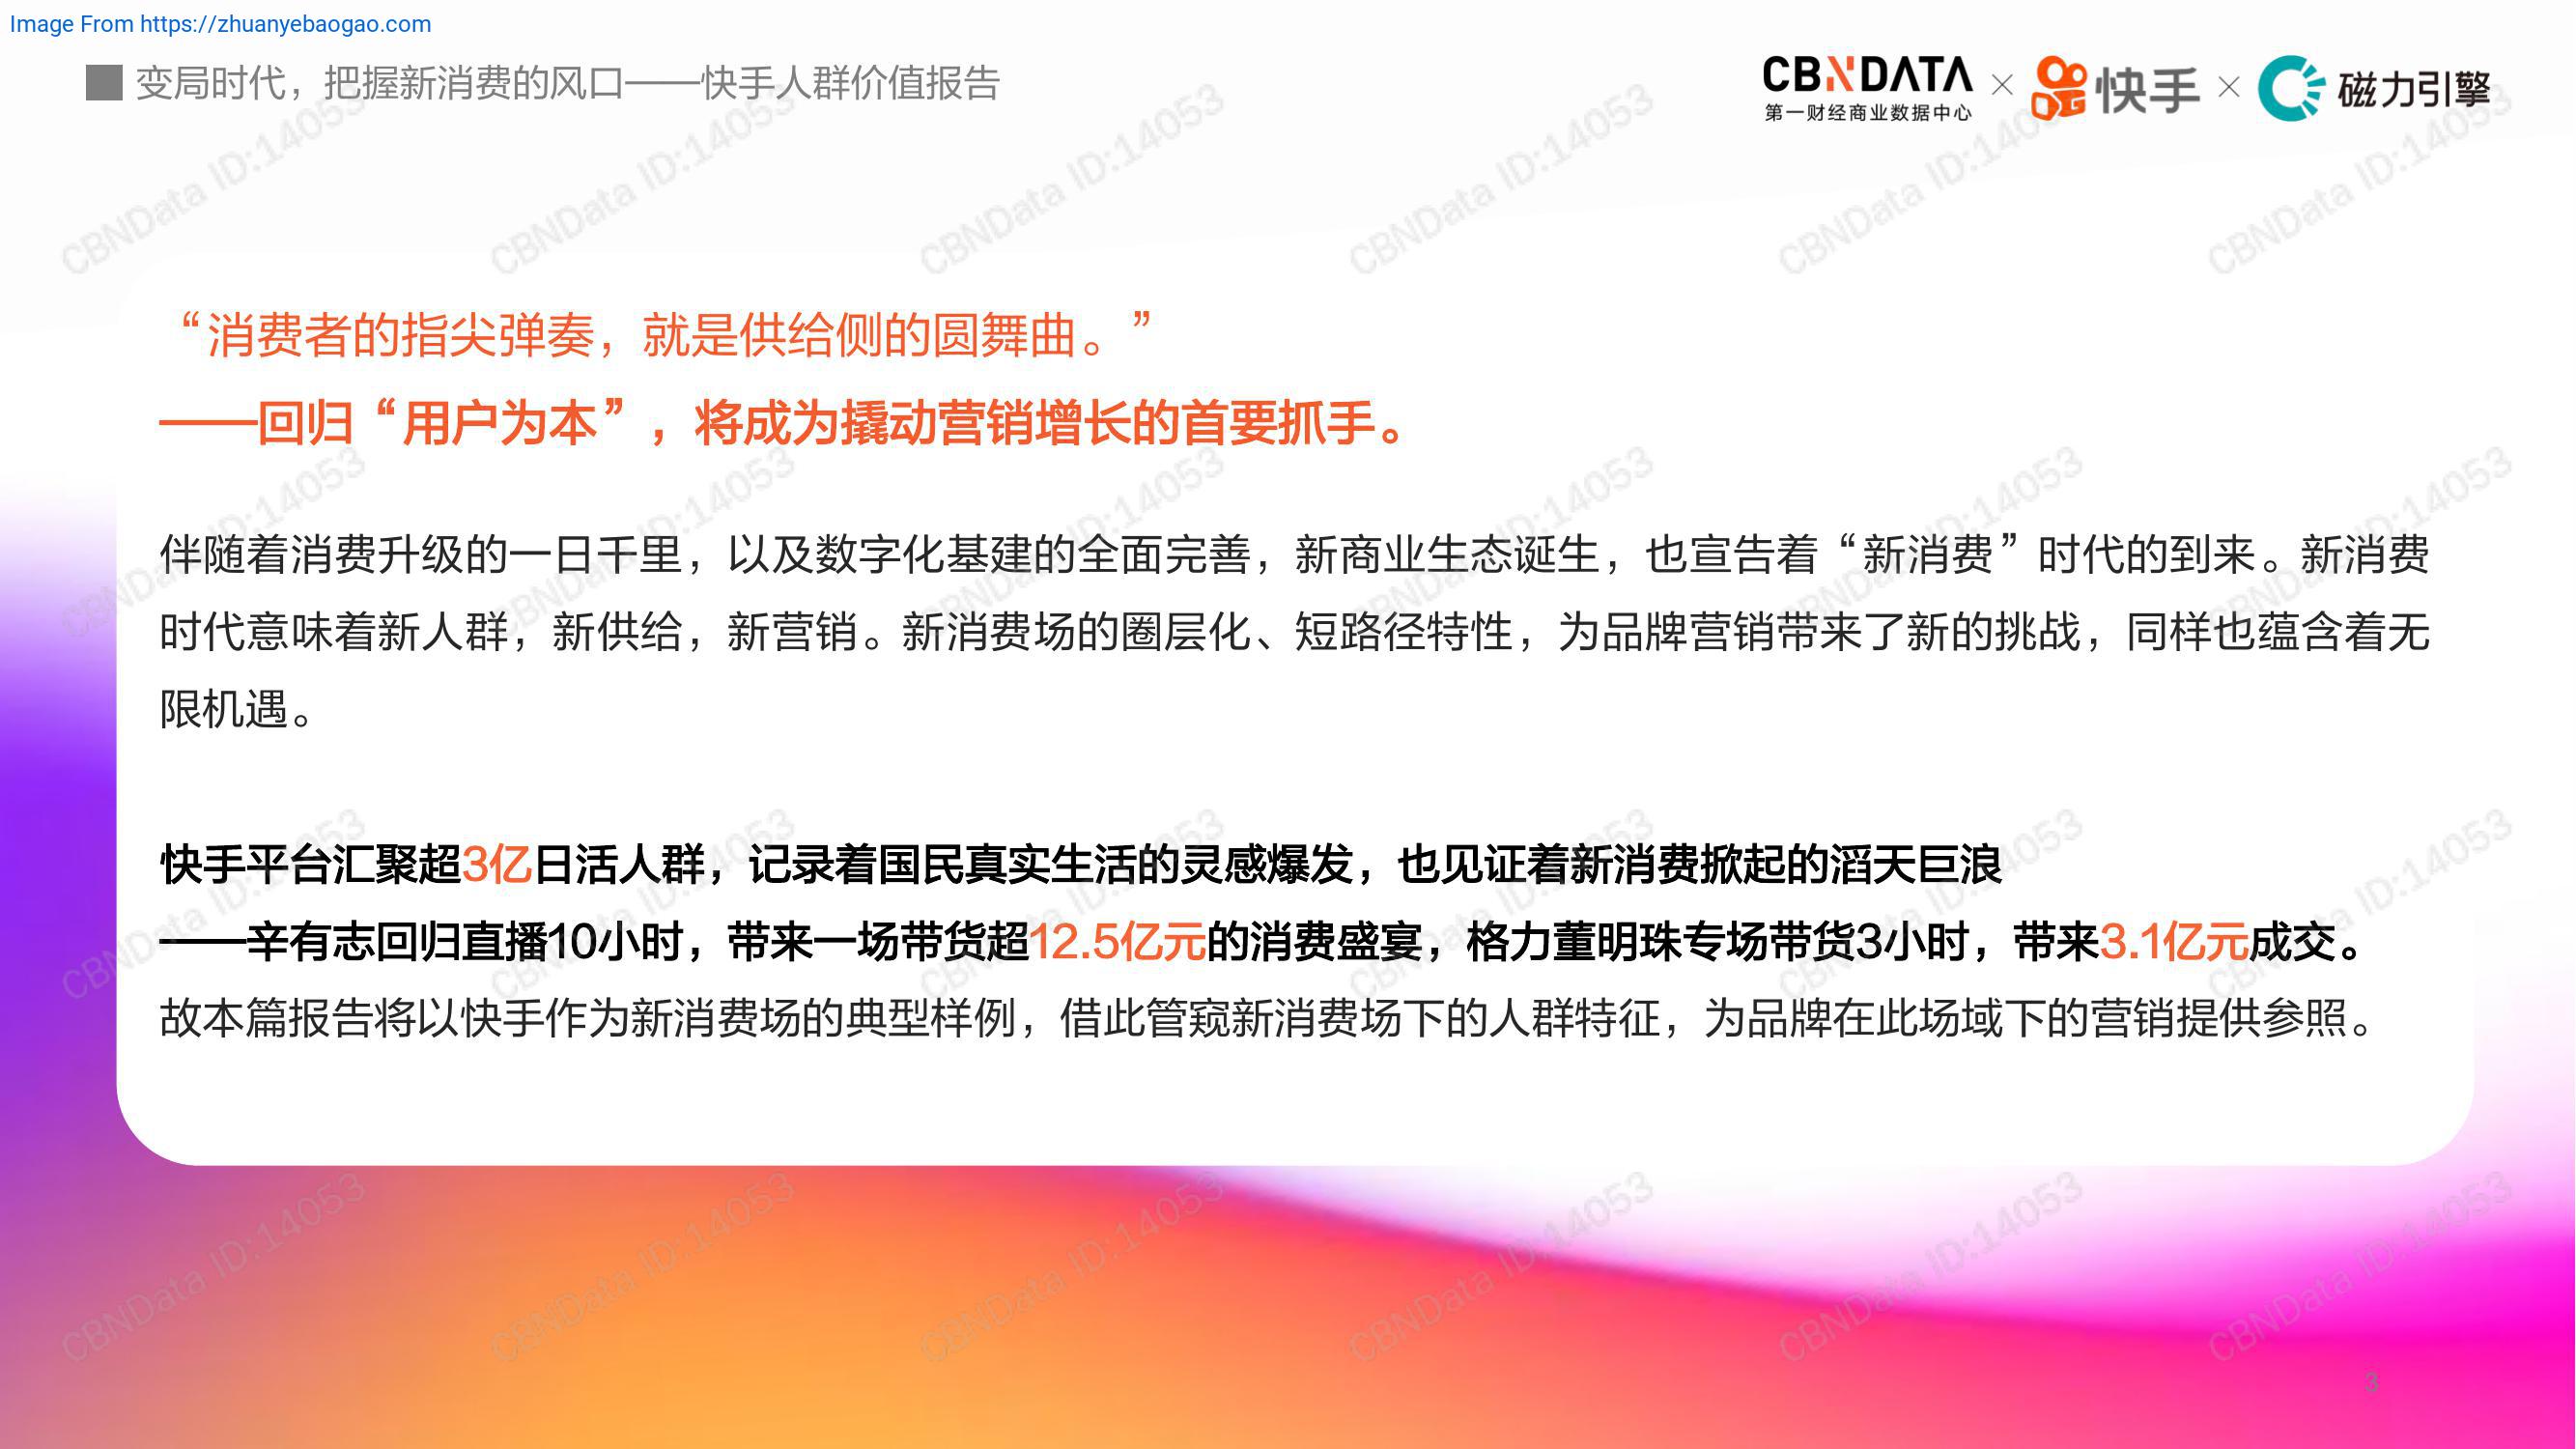 Image From https://zhuanyebaogao.com
变局时代，把握新消费的风口——快手人群价值报告
CBNDATA × 快手 × 磁力引擎
第一财经商业数据中心
“消费者的指尖弹奏，就是供给侧的圆舞曲。”
——回归“用户为本”，将成为撬动营销增长的首要抓手。
伴随着消费升级的一日千里，以及数字化基建的全面完善，新商业生态诞生，也宣告着“新消费”时代的到来。新消费
时代意味着新人群，新供给，新营销。新消费场的圈层化、短路径特性，为品牌营销带来了新的挑战，同样也蕴含着无
限机遇。
快手平台汇聚超3亿日活人群，记录着国民真实生活的灵感爆发，也见证着新消费掀起的滔天巨浪
——辛有志回归直播10小时，带来一场带货超12.5亿元的消费盛宴，格力董明珠专场带货3小时，带来3.1亿元成交。
故本篇报告将以快手作为新消费场的典型样例，借此管窥新消费场下的人群特征，为品牌在此场域下的营销提供参照。
3
CBNData ID:14053